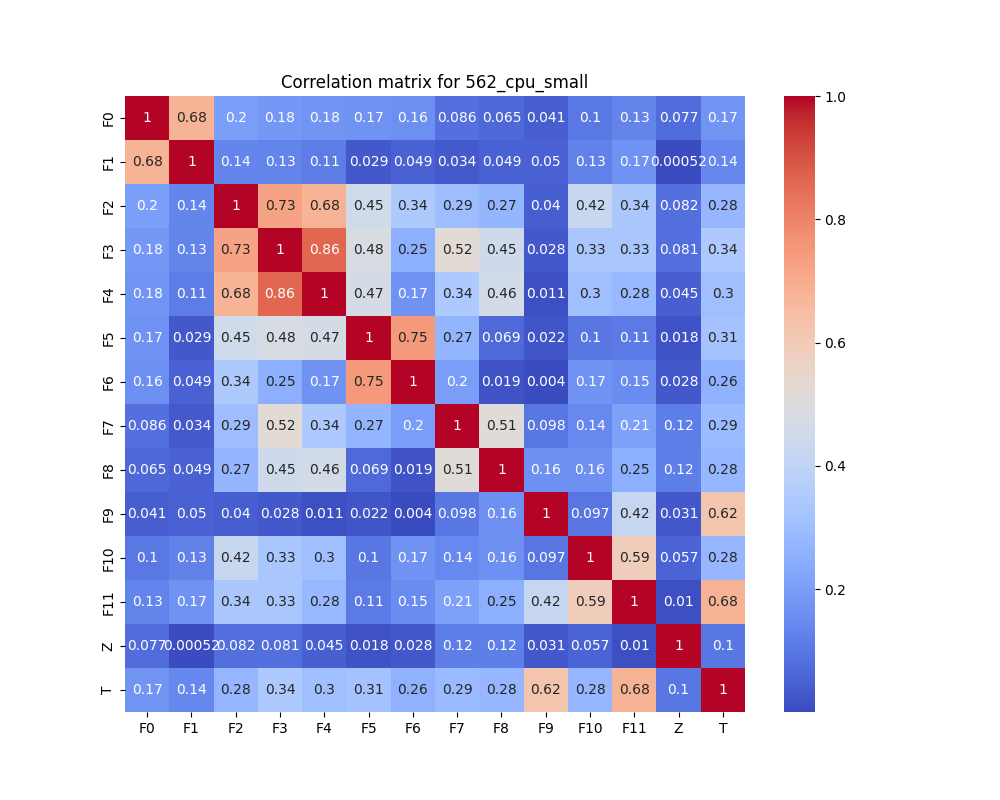 Correlation matrix for 562_cpu_small
F0 1 0.68 0.2 0.18 0.18 0.17 0.16 0.086 0.065 0.041 0.1 0.13 0.077 0.17
F1 0.68 1 0.14 0.13 0.11 0.029 0.049 0.034 0.049 0.05 0.13 0.17 0.00052 0.14
F2 0.2 0.14 1 0.73 0.68 0.45 0.34 0.29 0.27 0.04 0.42 0.34 0.082 0.28
F3 0.18 0.13 0.73 1 0.86 0.48 0.25 0.52 0.45 0.028 0.33 0.33 0.081 0.34
F4 0.18 0.11 0.68 0.86 1 0.47 0.17 0.34 0.46 0.011 0.3 0.28 0.045 0.3
F5 0.17 0.029 0.45 0.48 0.47 1 0.75 0.27 0.069 0.022 0.1 0.11 0.018 0.31
F6 0.16 0.049 0.34 0.25 0.17 0.75 1 0.2 0.019 0.004 0.17 0.15 0.028 0.26
F7 0.086 0.034 0.29 0.52 0.34 0.27 0.2 1 0.51 0.098 0.14 0.21 0.12 0.29
F8 0.065 0.049 0.27 0.45 0.46 0.069 0.019 0.51 1 0.16 0.16 0.25 0.12 0.28
F9 0.041 0.05 0.04 0.028 0.011 0.022 0.004 0.098 0.16 1 0.097 0.42 0.031 0.62
F10 0.1 0.13 0.42 0.33 0.3 0.1 0.17 0.14 0.16 0.097 1 0.59 0.057 0.28
F11 0.13 0.17 0.34 0.33 0.28 0.11 0.15 0.21 0.25 0.42 0.59 1 0.01 0.68
Z 0.077 0.00052 0.082 0.081 0.045 0.018 0.028 0.12 0.12 0.031 0.057 0.01 1 0.1
T 0.17 0.14 0.28 0.34 0.3 0.31 0.26 0.29 0.28 0.62 0.28 0.68 0.1 1
F0 F1 F2 F3 F4 F5 F6 F7 F8 F9 F10 F11 Z T
1.0
0.8
0.6
0.4
0.2